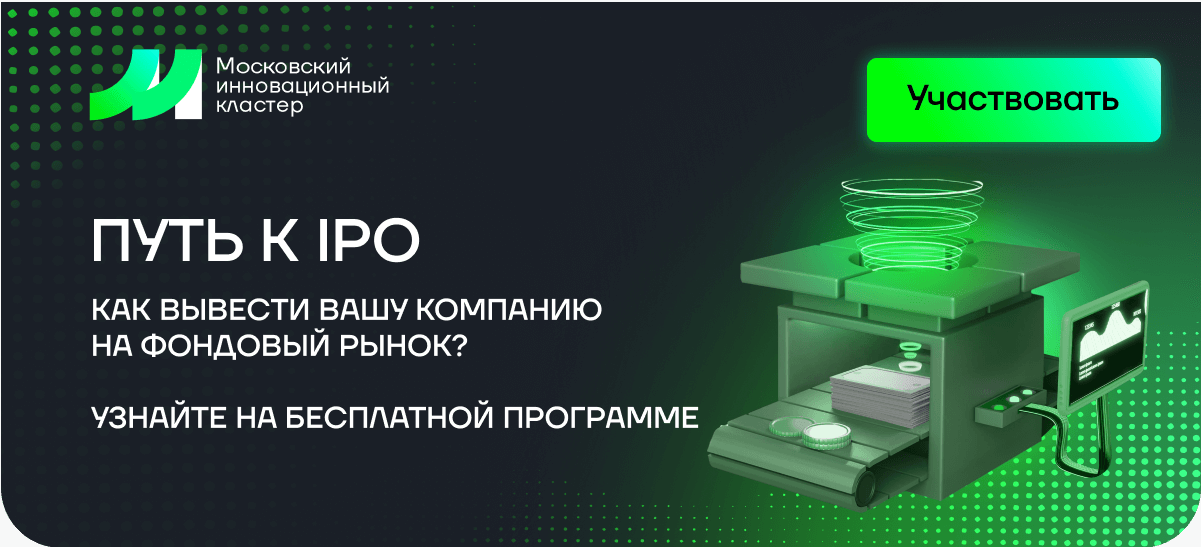 Московский
инновационный
кластер
Участвовать
ПУТЬ К IPO
КАК ВЫВЕСТИ ВАШУ КОМПАНИЮ
НА ФОНДОВЫЙ РЫНОК?
УЗНАЙТЕ НА БЕСПЛАТНОЙ ПРОГРАММЕ